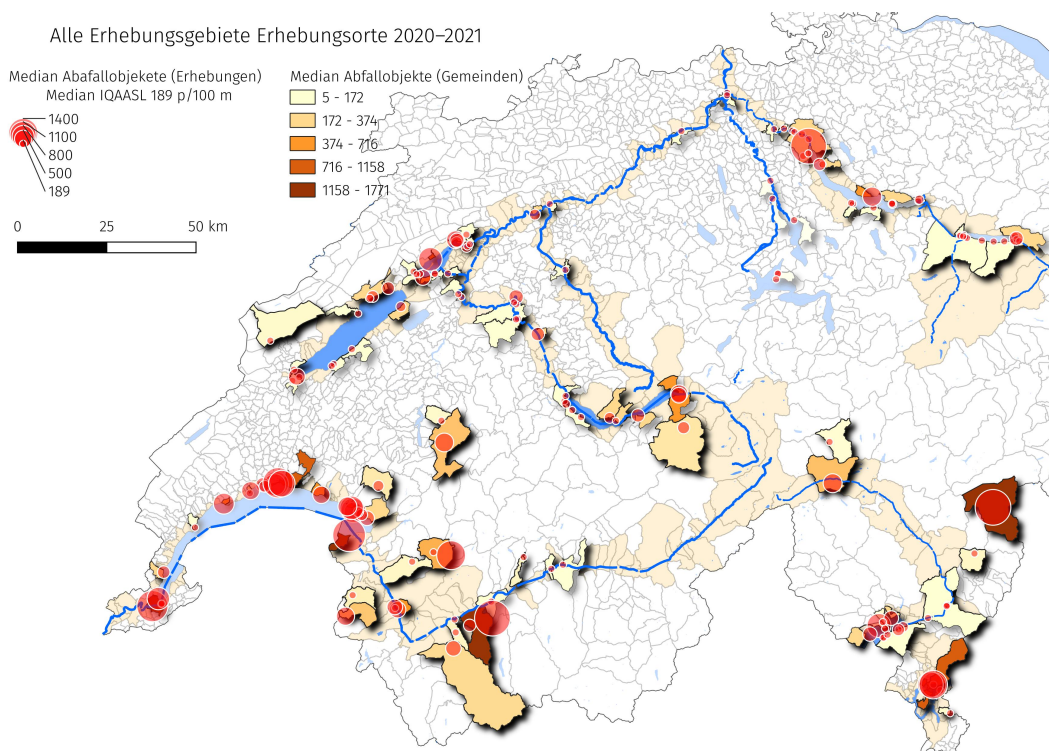 Alle Erhebungsgebiete Erhebungsorte 2020–2021
Median Abafallobjekete (Erhebungen)
Median IQAASL 189 p/100 m
1400
1100
800
500
189
Median Abfallobjekte (Gemeinden)
5 - 172
172 - 374
374 - 716
716 - 1158
1158 - 1771
0 25 50 km